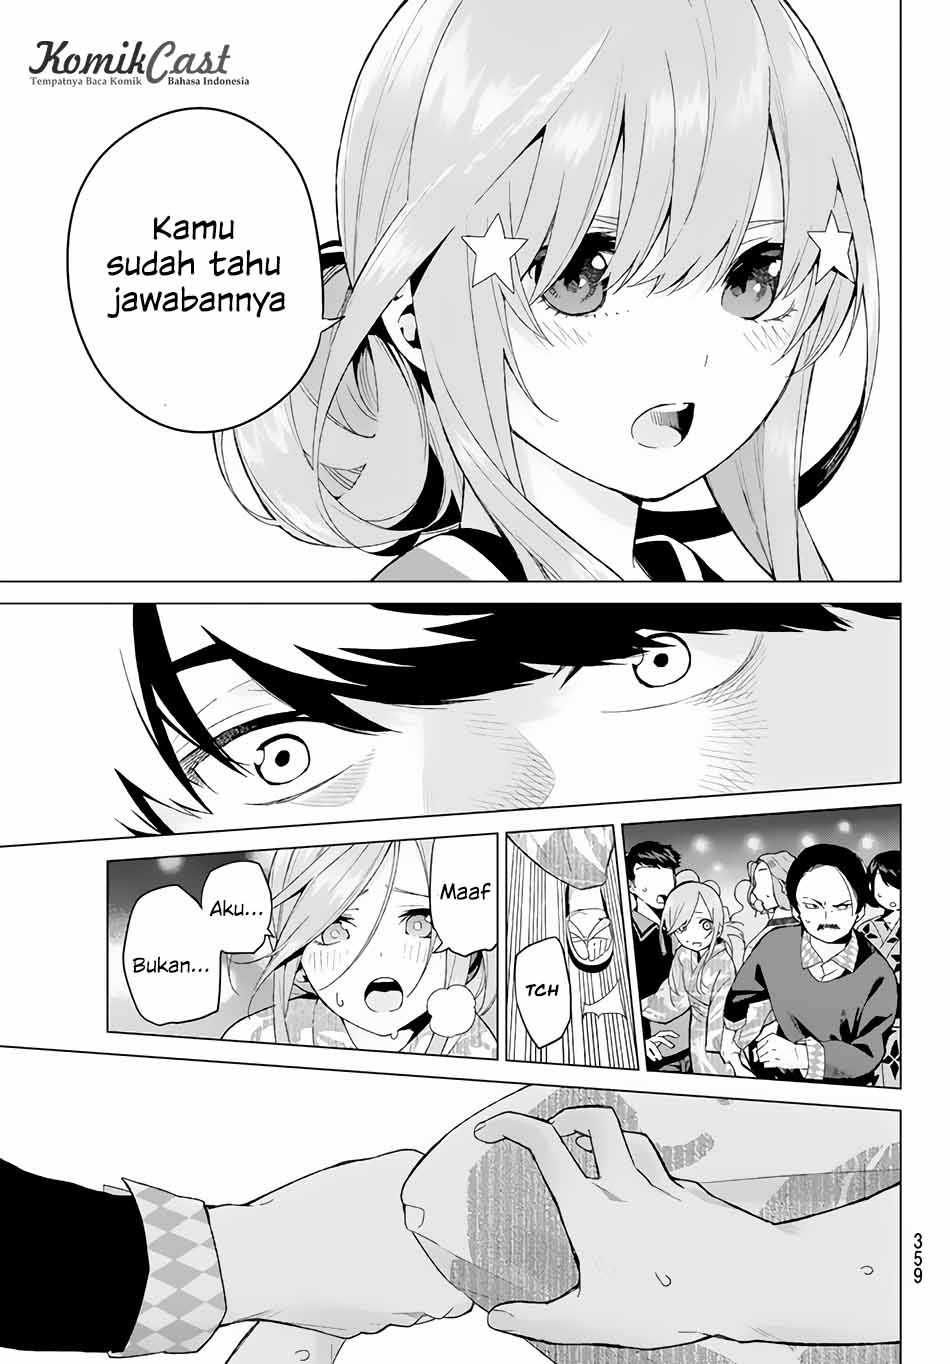 KomikCast
Tempatnya Baca Komik Bahasa Indonesia
Kamu
sudah tahu
jawabannya
TCH
Maaf
Aku...
Bukan...
359